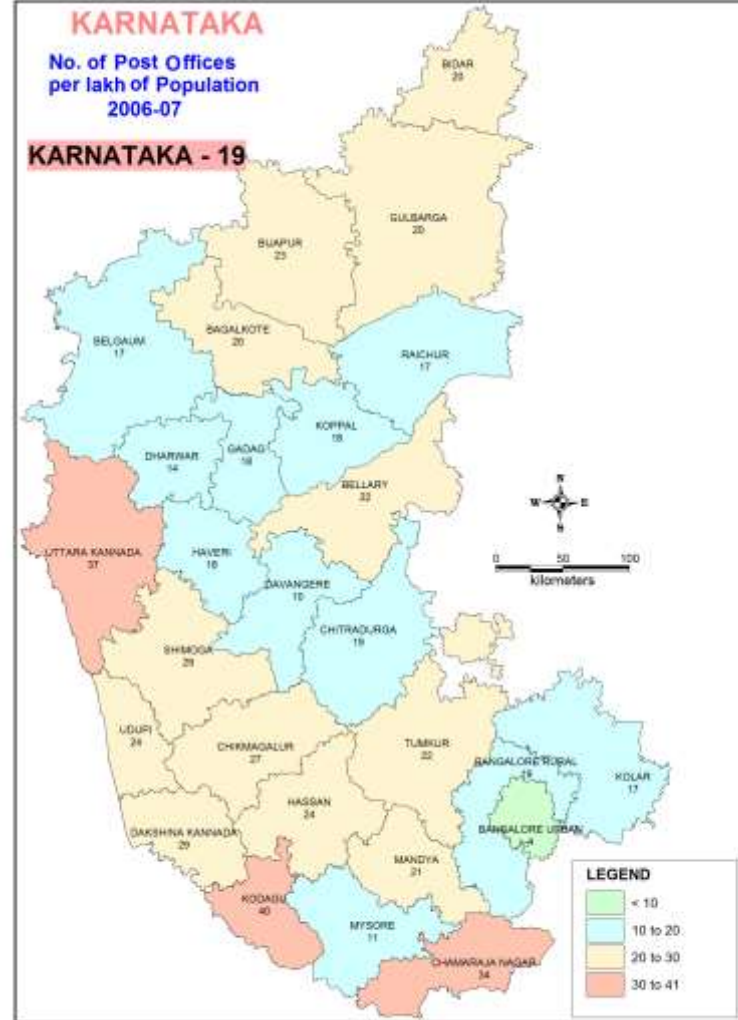 KARNATAKA
No. of Post Offices
per lakh of Population
2006-07
KARNATAKA - 19
BIDAR
GULBARGA
20
BIJAPUR
23
BAGALKOTE
BELGAUM
17
RAICHUR
17
KOPPAL
GADAG
DHARWAR
14
BELLARY
UTTARA KANNADA
37
HAVERI
DAVANGERE
CHITRADURGA
19
SHIMOGA
UDUPI
24
CHIKMAGALUR
27
TUMKUR
22
BANGALORE RURAL
KOLAR
17
HASSAN
24
BANGALORE URBAN
4
DAKSHINA KANNADA
29
MANDYA
21
KODAGU
40
MYSORE
11
CHAMARAJA NAGAR
34
N
W E
S
0 50 100
kilometers
LEGEND
< 10
10 to 20
20 to 30
30 to 41